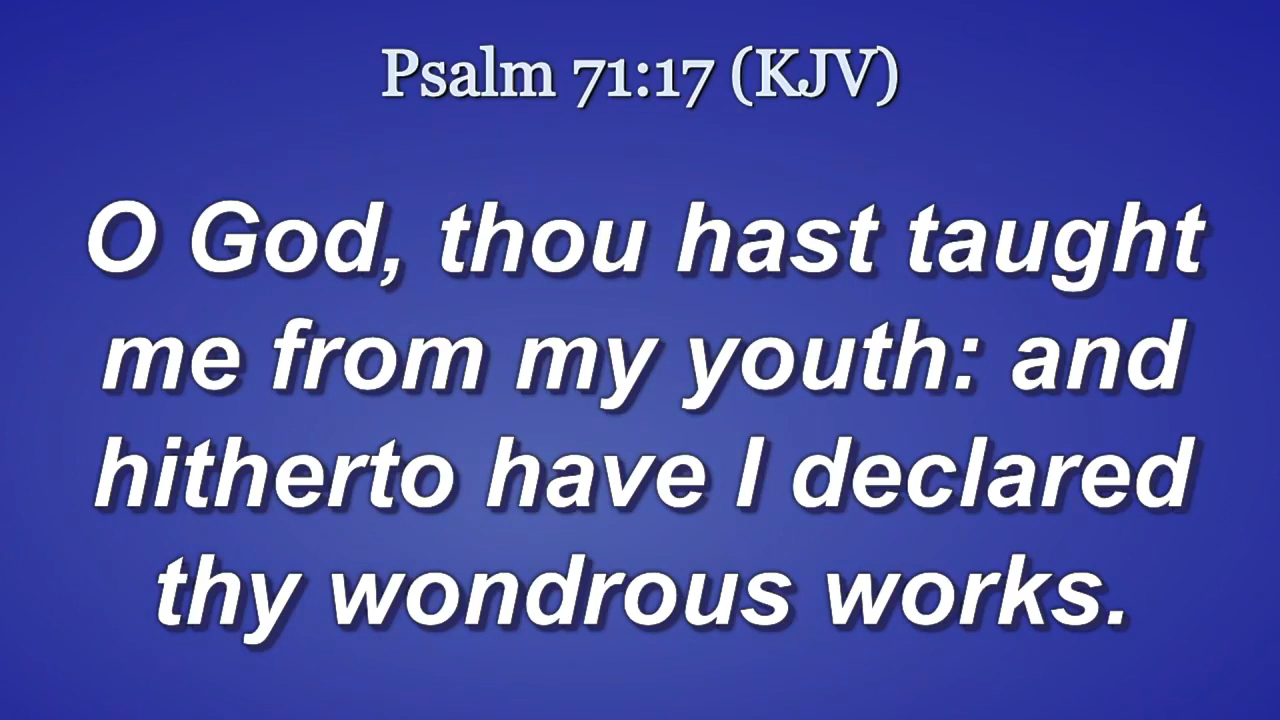 Psalm 71:17 (KJV)
O God, thou hast taught
me from my youth: and
hitherto have I declared
thy wondrous works.